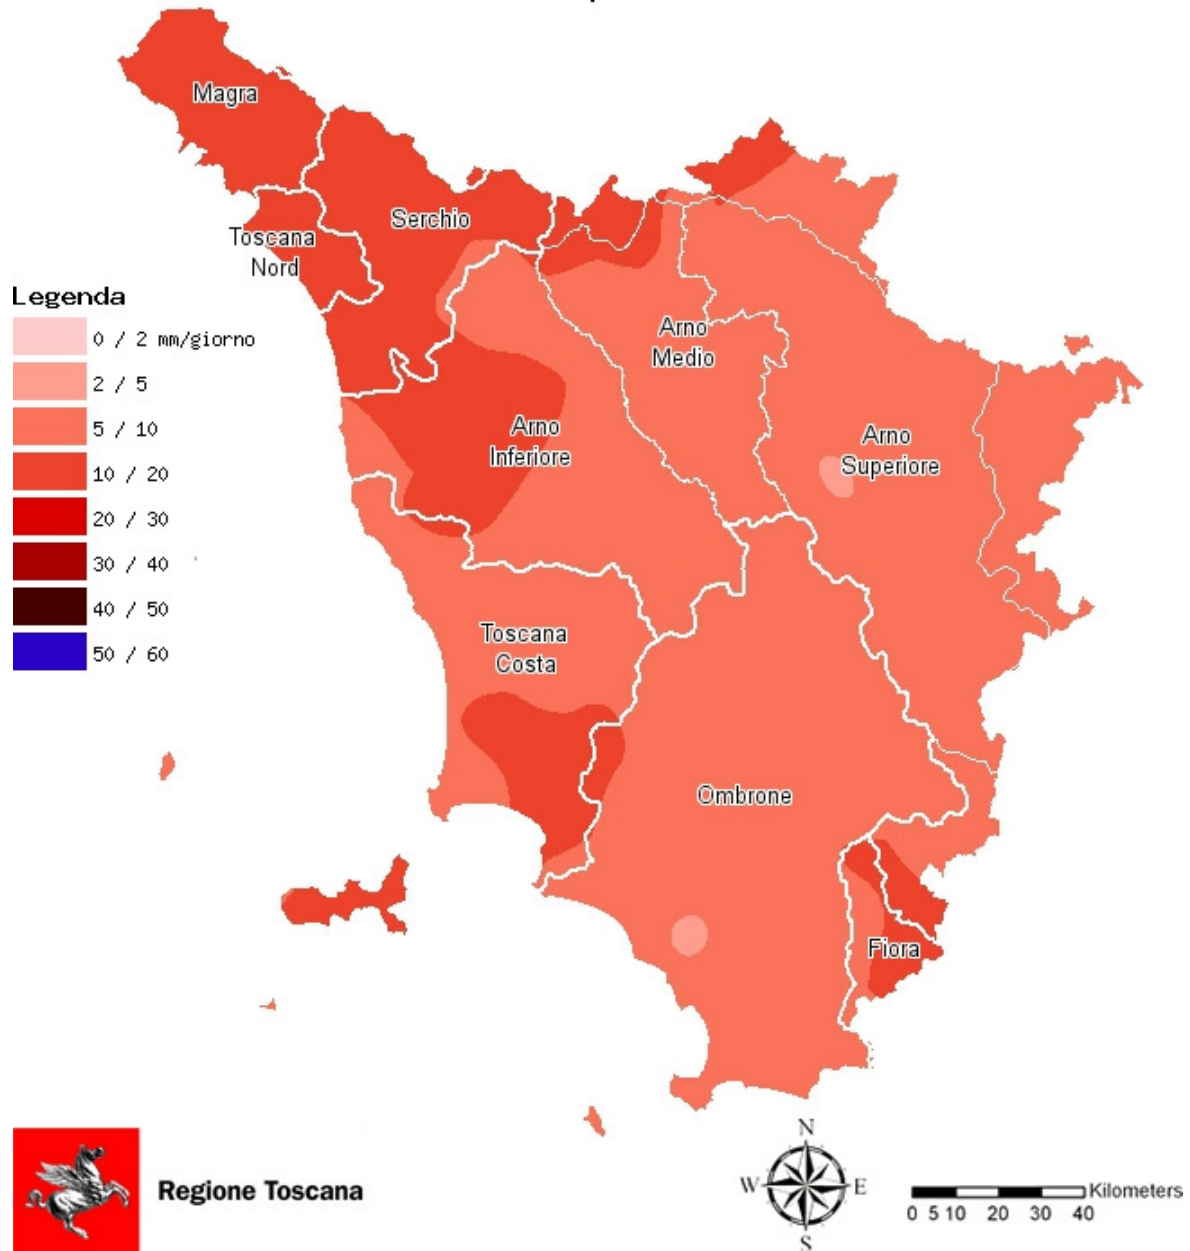 Magra
Serchio
Toscana
Nord
Legenda
0 / 2 mm/giorno
2 / 5
5 / 10
10 / 20
20 / 30
30 / 40
40 / 50
50 / 60
Arno
Medio
Arno
Inferiore
Arno
Superiore
Toscana
Costa
Ombrone
Fiora
N
W
E
S
Regione Toscana
Kilometers
0 5 10 20 30 40